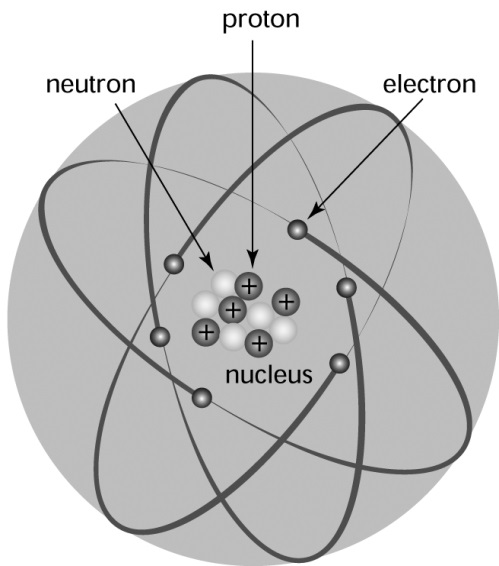 proton
neutron
electron
+
+
+
+
+
nucleus